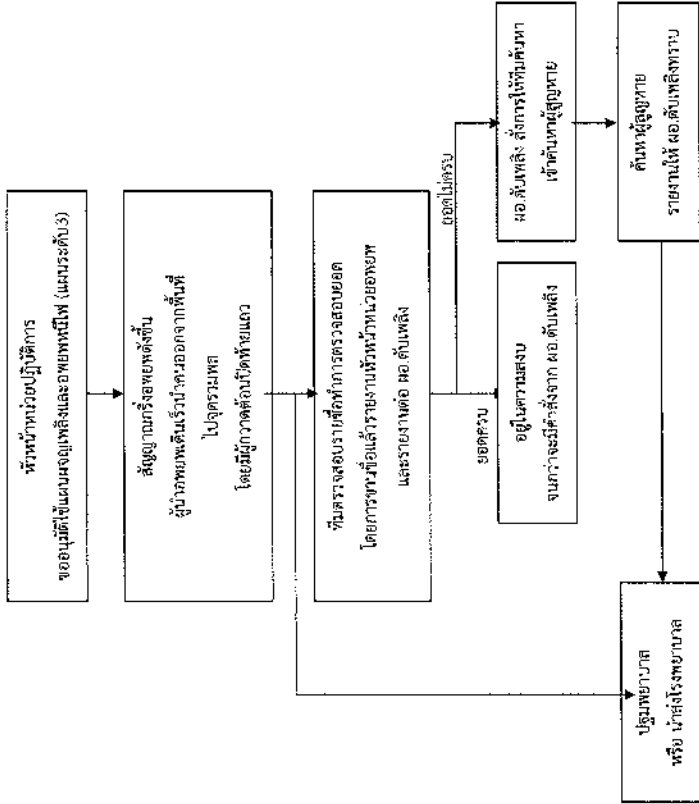 หัวหน้าหน่วยปฏิบัติการ
ขออนุมัติใช้แผนผจญเพลิงและอพยพหนีไฟ (แผนระดับ3)
สัญญาณกริ่งอพยพดังขึ้น
ผู้นำอพยพเดินเร็วนำคนออกจากพื้นที่
ไปจุดรวมพล
โดยมีผู้กวาดต้อนปิดท้ายแถว
ทีมตรวจสอบรายชื่อทำการตรวจสอบยอด
โดยการขานชื่อแล้วรายงานหัวหน้าหน่วยอพยพ
และรายงานต่อ ผอ.ดับเพลิง
ยอดครบ
ยอดไม่ครบ
อยู่ในความสงบ
จนกว่าจะมีคำสั่งจาก ผอ.ดับเพลิง
ผอ.ดับเพลิง สั่งการให้ทีมค้นหา
เข้าค้นหาผู้สูญหาย
ค้นหาผู้สูญหาย
รายงานให้ ผอ.ดับเพลิงทราบ
ปฐมพยาบาล
หรือ นำส่งโรงพยาบาล